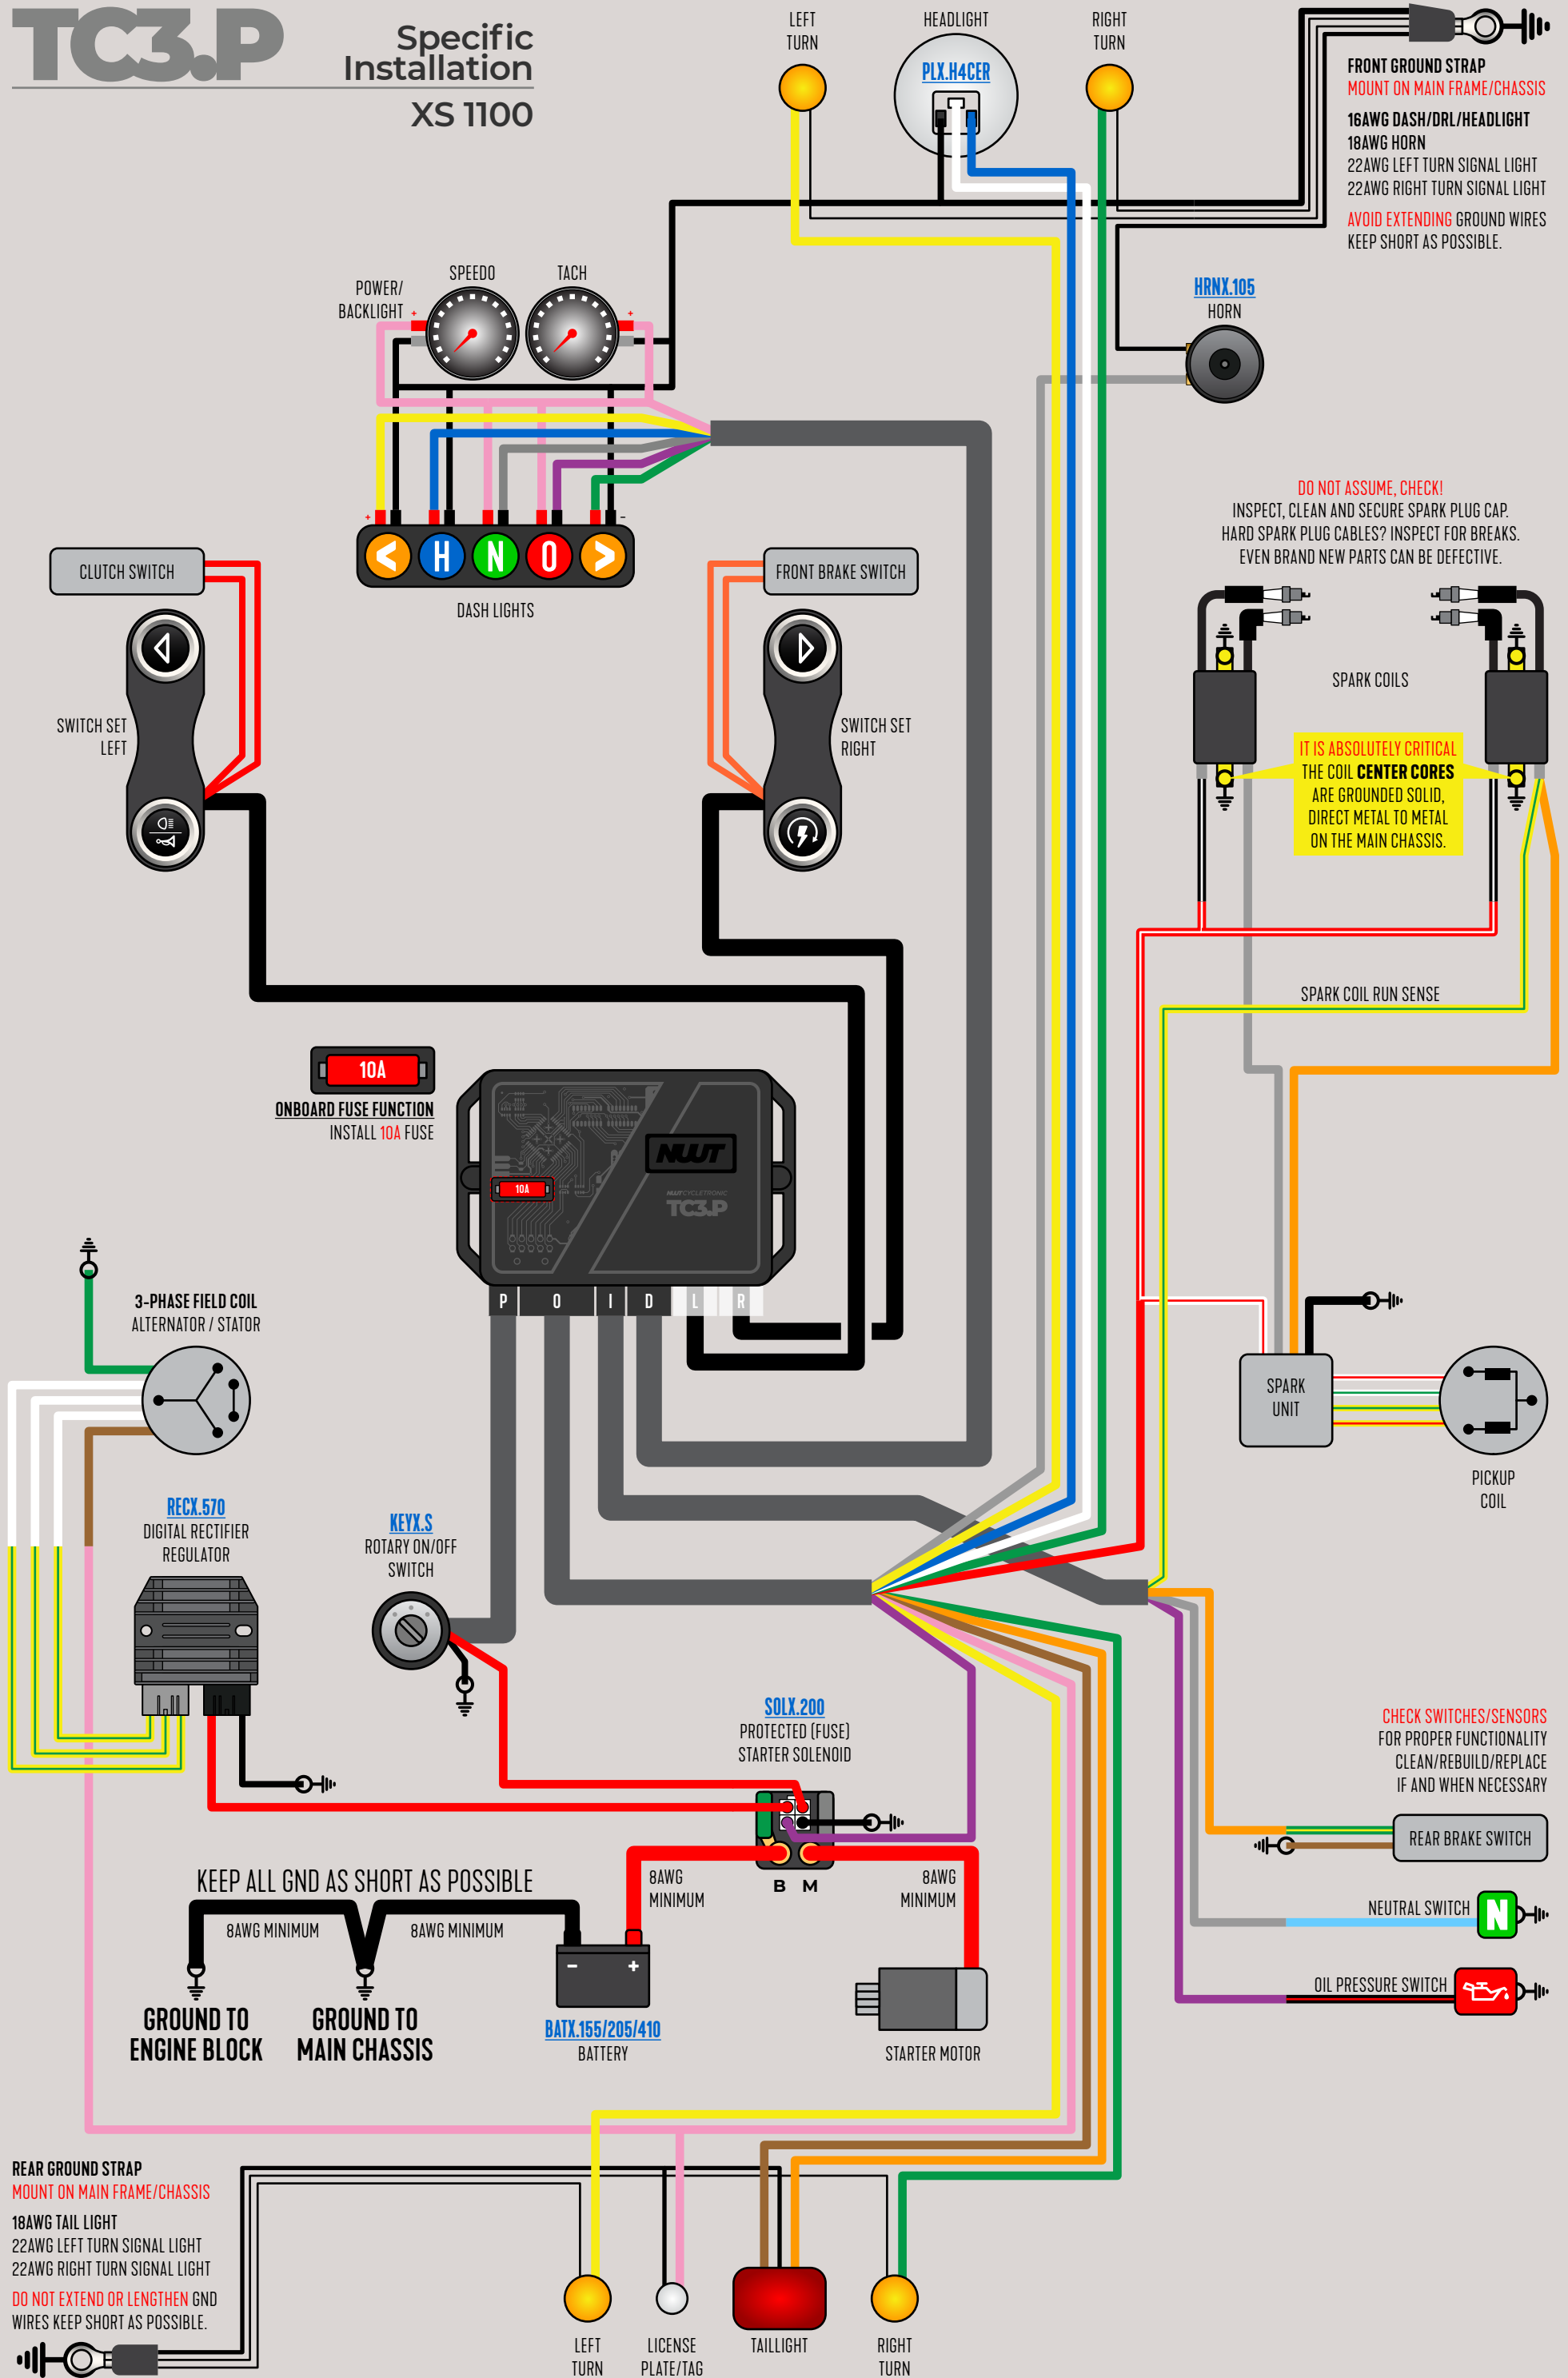 TC3.P
Specific
Installation
XS 1100
LEFT
TURN
HEADLIGHT
PLX.H4CER
RIGHT
TURN
FRONT GROUND STRAP
MOUNT ON MAIN FRAME/CHASSIS
16AWG DASH/DRL/HEADLIGHT
18AWG HORN
22AWG LEFT TURN SIGNAL LIGHT
22AWG RIGHT TURN SIGNAL LIGHT
AVOID EXTENDING GROUND WIRES
KEEP SHORT AS POSSIBLE.
SPEEDO
TACH
POWER/
BACKLIGHT
+
+
HRNX.105
HORN
+
-
< H N O >
DASH LIGHTS
DO NOT ASSUME, CHECK!
INSPECT, CLEAN AND SECURE SPARK PLUG CAP.
HARD SPARK PLUG CABLES? INSPECT FOR BREAKS.
EVEN BRAND NEW PARTS CAN BE DEFECTIVE.
CLUTCH SWITCH
FRONT BRAKE SWITCH
SWITCH SET
LEFT
SWITCH SET
RIGHT
SPARK COILS
IT IS ABSOLUTELY CRITICAL
THE COIL CENTER CORES
ARE GROUNDED SOLID,
DIRECT METAL TO METAL
ON THE MAIN CHASSIS.
SPARK COIL RUN SENSE
10A
ONBOARD FUSE FUNCTION
INSTALL 10A FUSE
NWT
10A
NWT CYCLETRONIC
TC3.P
P O I D L R
3-PHASE FIELD COIL
ALTERNATOR / STATOR
SPARK
UNIT
PICKUP
COIL
RECX.570
DIGITAL RECTIFIER
REGULATOR
KEYX.S
ROTARY ON/OFF
SWITCH
SOLX.200
PROTECTED (FUSE)
STARTER SOLENOID
CHECK SWITCHES/SENSORS
FOR PROPER FUNCTIONALITY
CLEAN/REBUILD/REPLACE
IF AND WHEN NECESSARY
REAR BRAKE SWITCH
NEUTRAL SWITCH
N
OIL PRESSURE SWITCH
KEEP ALL GND AS SHORT AS POSSIBLE
8AWG MINIMUM
8AWG MINIMUM
8AWG
MINIMUM
B M
8AWG
MINIMUM
- +
GROUND TO
ENGINE BLOCK
GROUND TO
MAIN CHASSIS
BATX.155/205/410
BATTERY
STARTER MOTOR
REAR GROUND STRAP
MOUNT ON MAIN FRAME/CHASSIS
18AWG TAIL LIGHT
22AWG LEFT TURN SIGNAL LIGHT
22AWG RIGHT TURN SIGNAL LIGHT
DO NOT EXTEND OR LENGTHEN GND
WIRES KEEP SHORT AS POSSIBLE.
LEFT
TURN
LICENSE
PLATE/TAG
TAILLIGHT
RIGHT
TURN